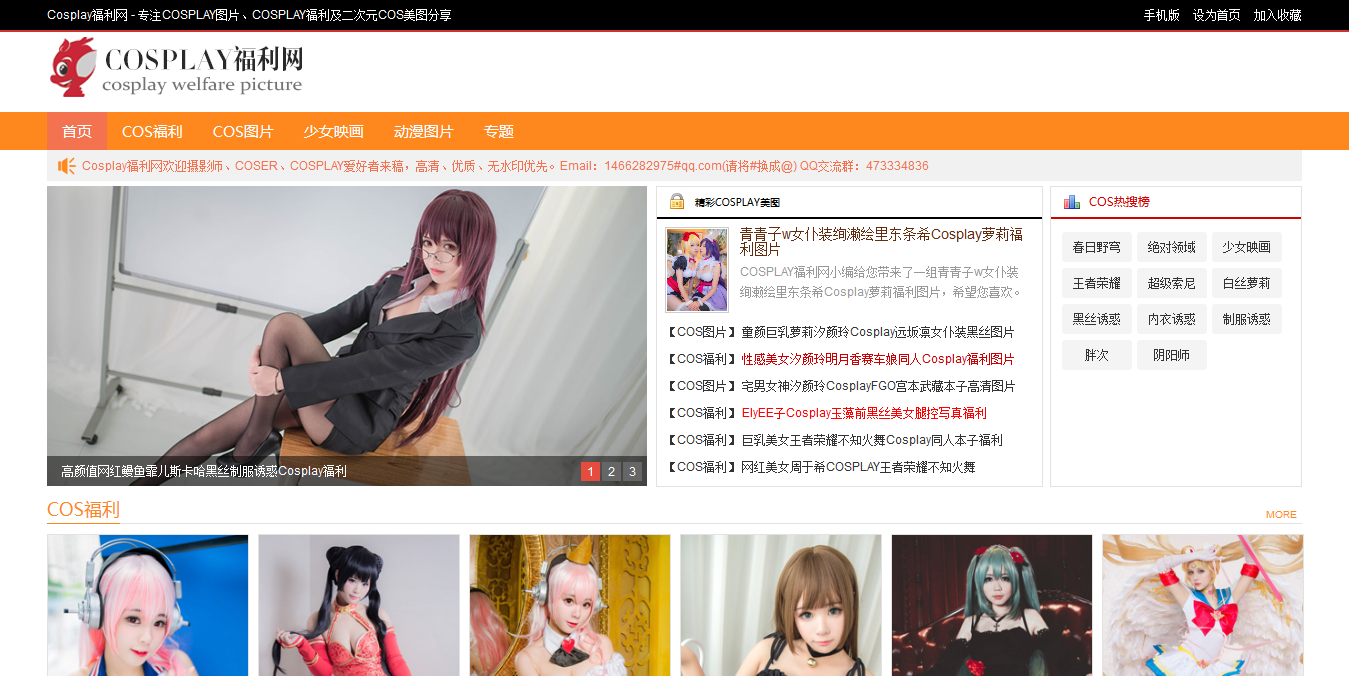 Cosplay福利网 - 专注COSPLAY图片、COSPLAY福利及二次元COS美图分享
手机版 设为首页 加入收藏
COSPLAY福利网
cosplay welfare picture
首页 COS福利 COS图片 少女映画 动漫图片 专题
Cosplay福利网欢迎摄影师、COSER、COSPLAY爱好者来稿，高清、优质、无水印优先。Email：1466282975#qq.com(请将#换成@) QQ交流群：473334836
高颜值网红鳗鱼霏儿斯卡哈黑丝制服诱惑Cosplay福利
1 2 3
精彩COSPLAY美图
青青子w女仆装绚濑绘里东条希Cosplay萝莉福
利图片
COSPLAY福利网小编给您带来了一组青青子w女仆装
绚濑绘里东条希Cosplay萝莉福利图片，希望您喜欢。
【COS图片】童颜巨乳萝莉汐颜玲Cosplay远坂凛女仆装黑丝图片
【COS福利】性感美女汐颜玲明月香赛车娘同人Cosplay福利图片
【COS图片】宅男女神汐颜玲CosplayFGO宫本武藏本子高清图片
【COS福利】ElyEE子Cosplay玉藻前黑丝美女腿控写真福利
【COS福利】巨乳美女王者荣耀不知火舞Cosplay同人本子福利
【COS福利】网红美女周于希COSPLAY王者荣耀不知火舞
COS热搜榜
春日野穹 绝对领域 少女映画
王者荣耀 超级索尼 白丝萝莉
黑丝诱惑 内衣诱惑 制服诱惑
胖次 阴阳师
COS福利
MORE